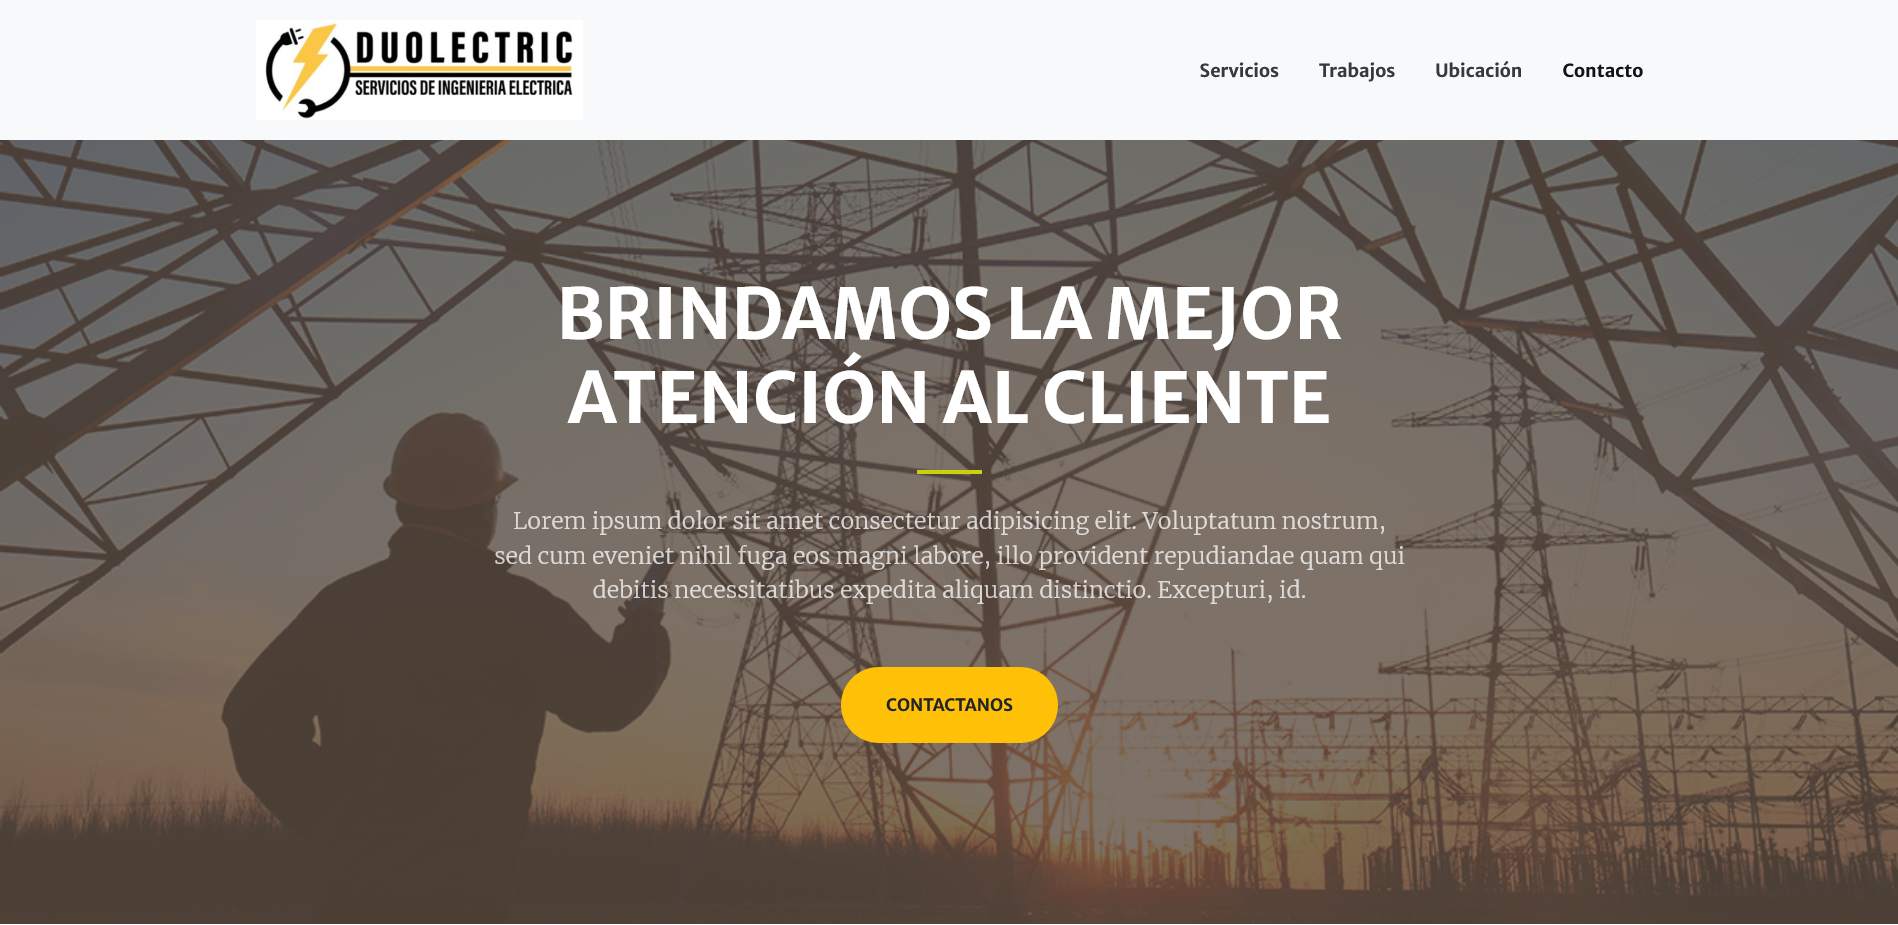 DUOLECTRIC
SERVICIOS DE INGENIERIA ELECTRICA
Servicios
Trabajos
Ubicación
Contacto
BRINDAMOS LA MEJOR
ATENCIÓN AL CLIENTE
Lorem ipsum dolor sit amet consectetur adipisicing elit. Voluptatum nostrum,
sed cum eveniet nihil fuga eos magni labore, illo provident repudiandae quam qui
debitis necessitatibus expedita aliquam distinctio. Excepturi, id.
CONTACTANOS